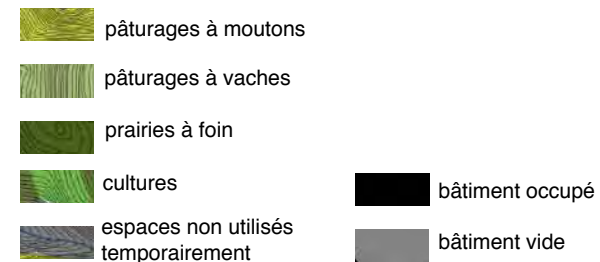 pâturages à moutons
pâturages à vaches
prairies à foin
cultures
espaces non utilisés
temporairement
bâtiment occupé
bâtiment vide